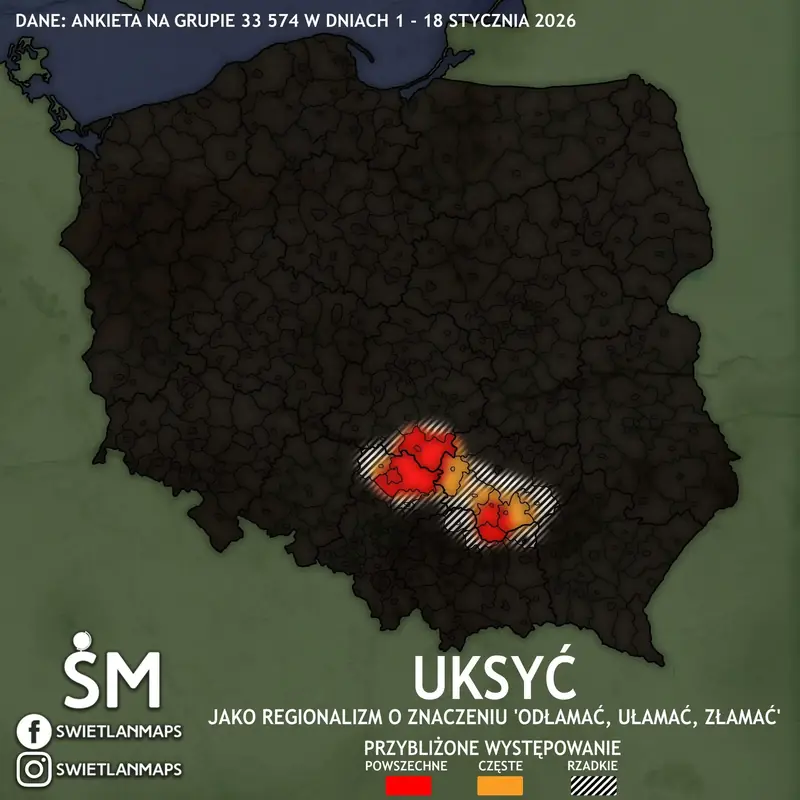 DANE: ANKIETA NA GRUPIE 33 574 W DNIACH 1 - 18 STYCZNIA 2026
ŚM
SWIETLANMAPS
SWIETLANMAPS
UKSYĆ
JAKO REGIONALIZM O ZNACZENIU 'ODŁAMAĆ, UŁAMAĆ, ZŁAMAĆ'
PRZYBLIŻONE WYSTĘPOWANIE
POWSZECHNE CZĘSTE RZADKIE